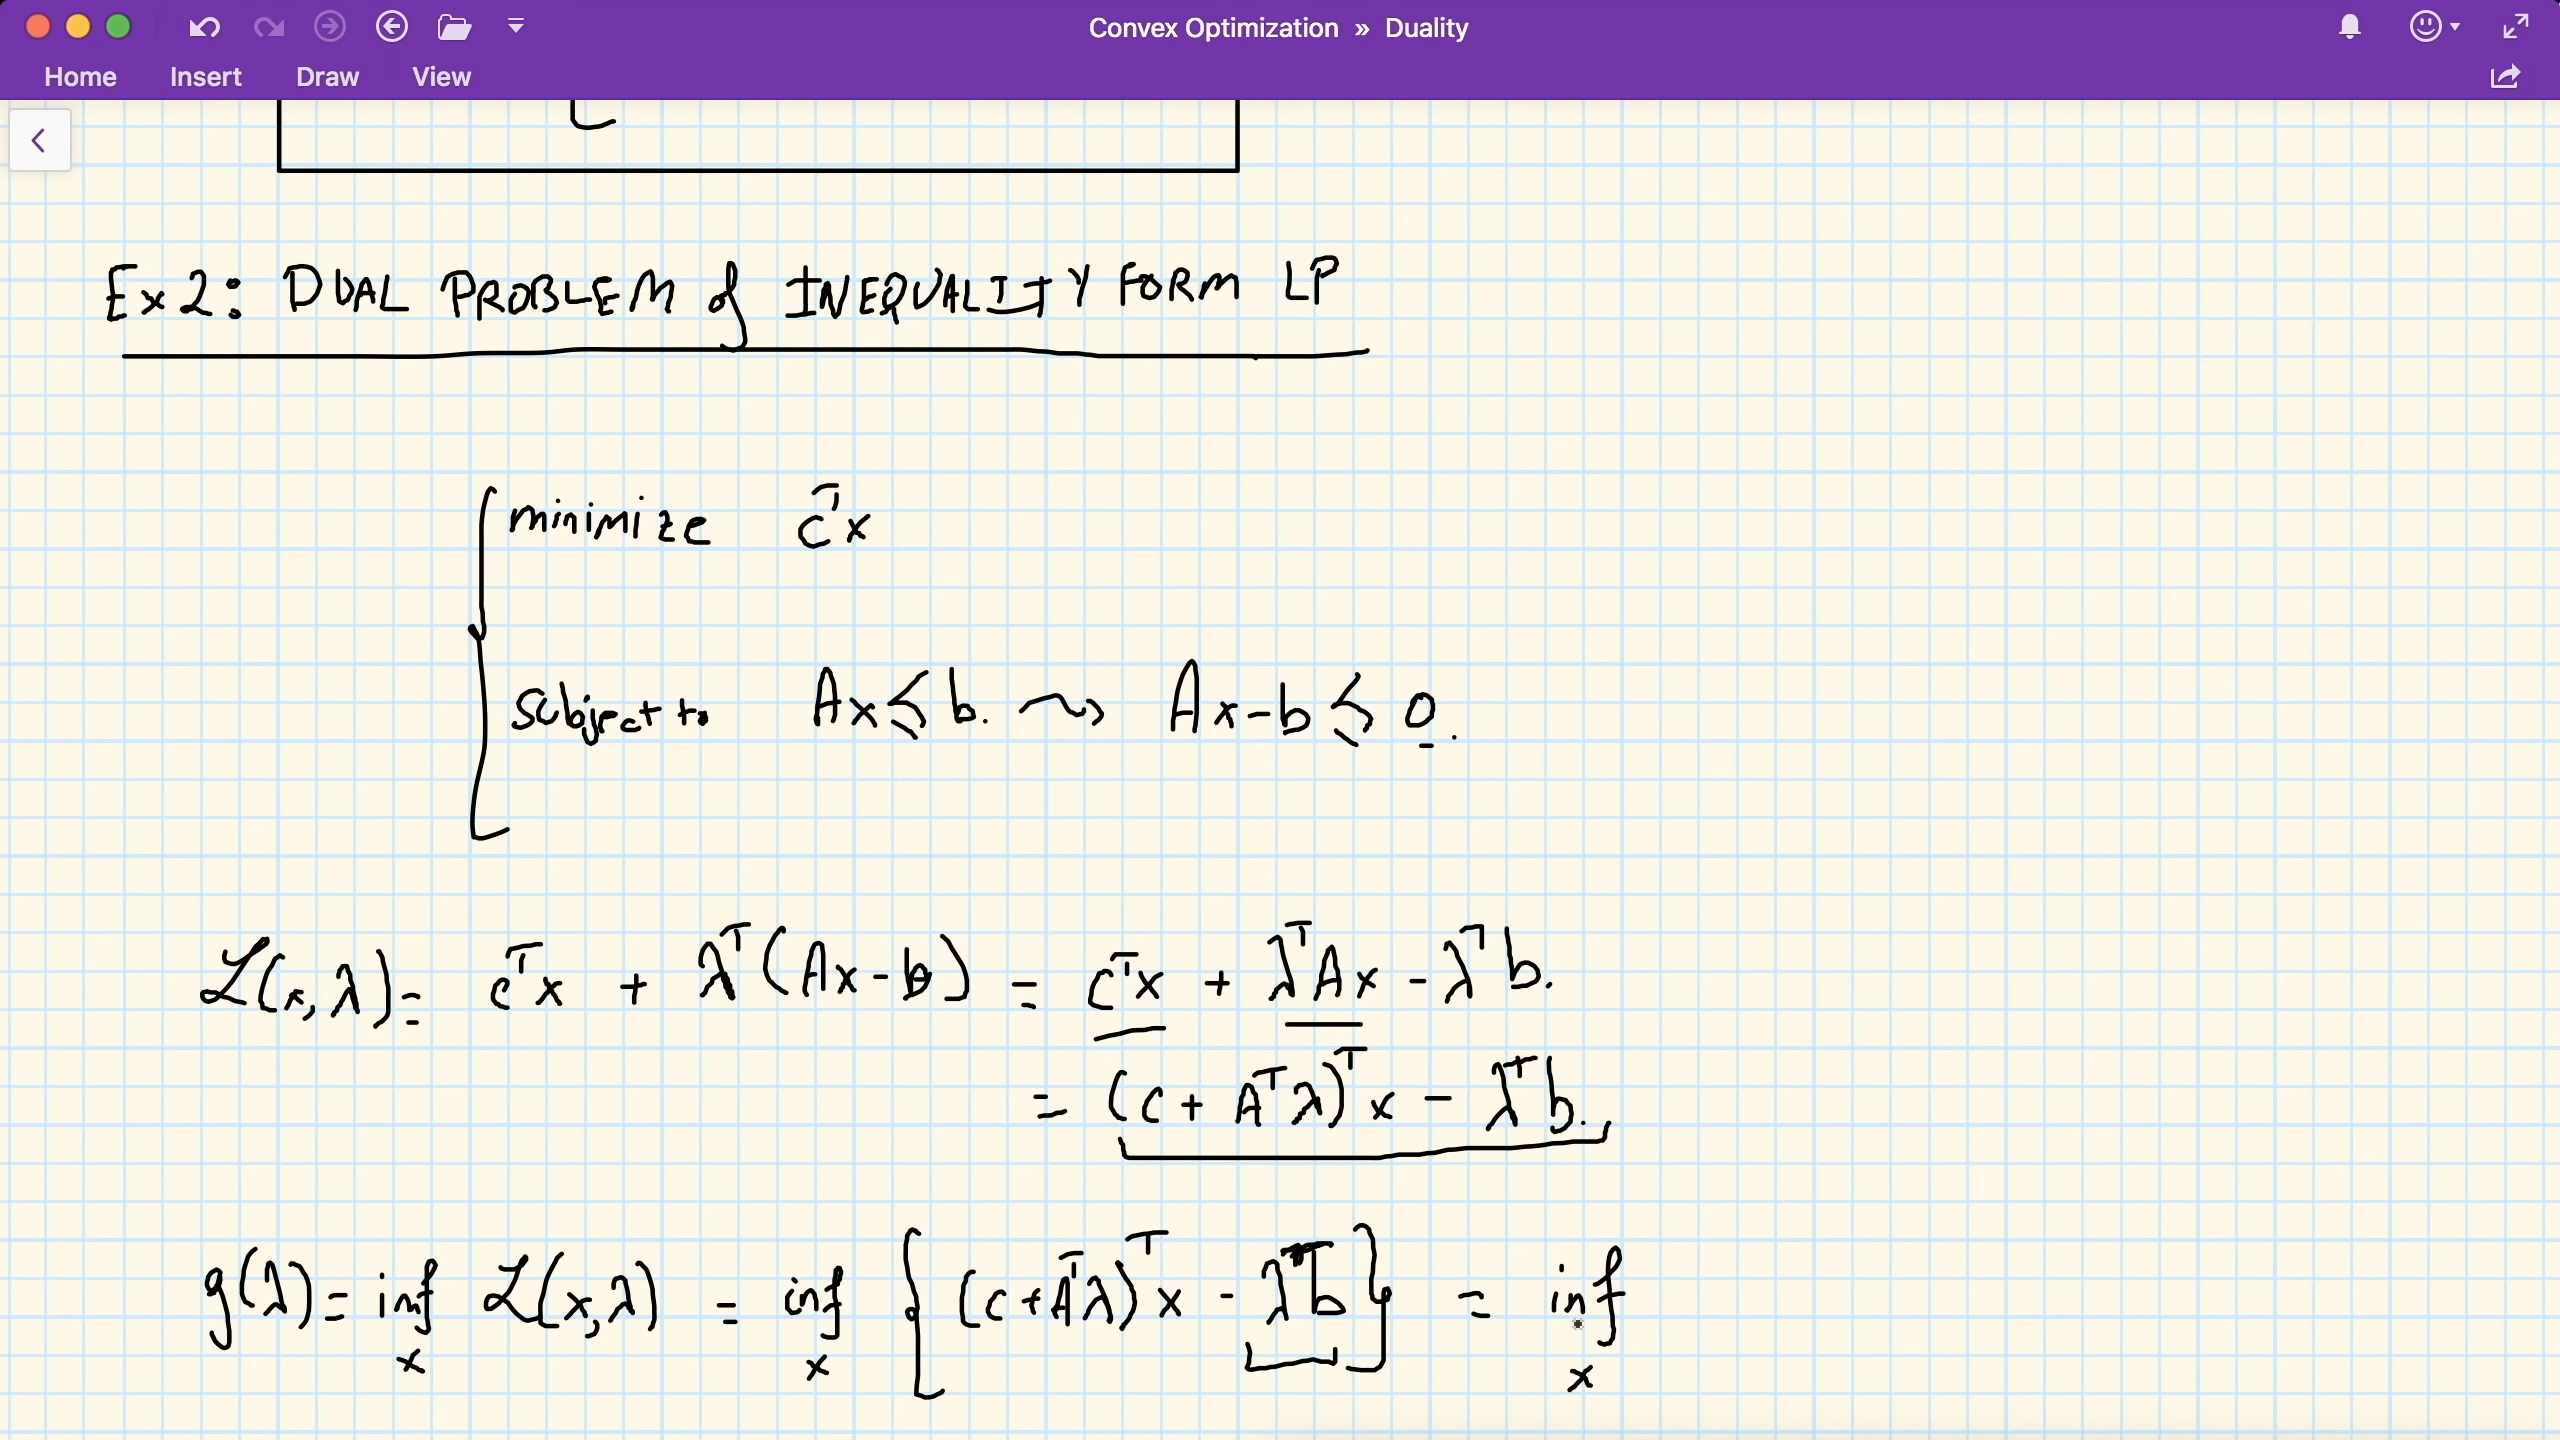 Convex Optimization » Duality
Home Insert Draw View
Ex 2: DUAL PROBLEM of INEQUALITY FORM LP
minimize cᵀx
subject to Ax ≤ b. ⇝ Ax-b ≤ 0.
ℒ(x, λ) = cᵀx + λᵀ(Ax-b) = cᵀx + λᵀAx - λᵀb.
= (c + Aᵀλ)ᵀx - λᵀb.
g(λ) = inf ℒ(x, λ) = inf { (c+Aᵀλ)ᵀx - λᵀb } = inf
x x x